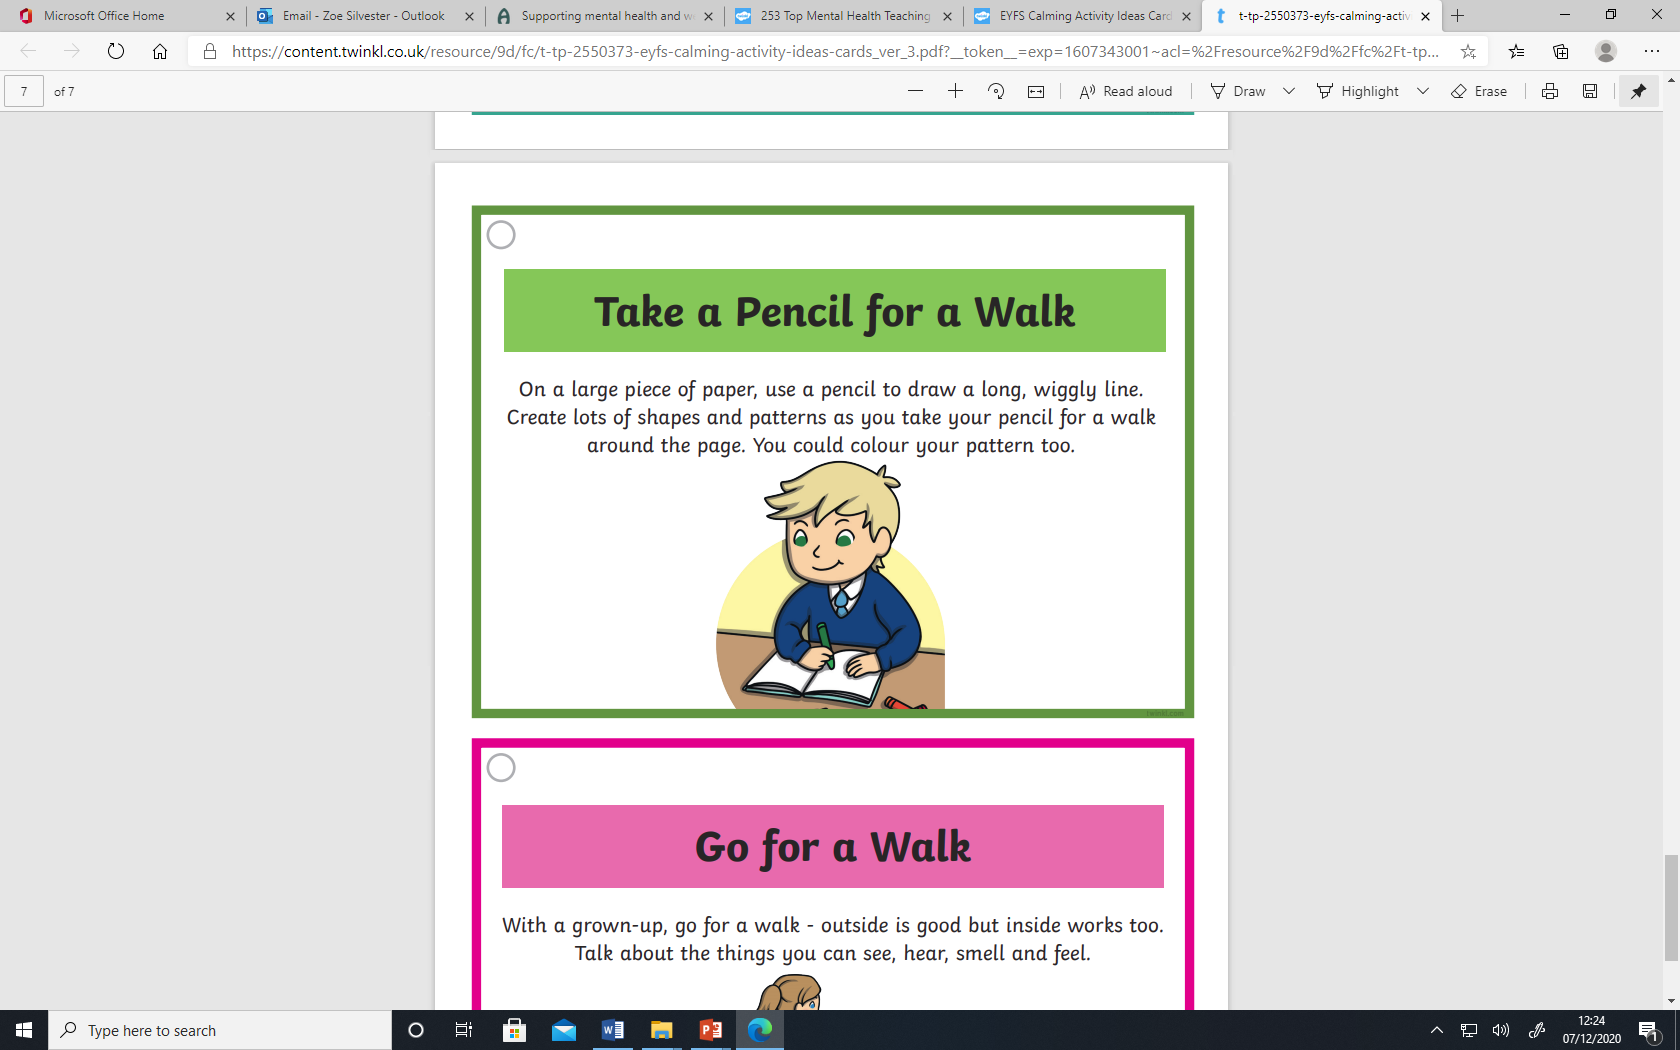 Microsoft Office Home
Email - Zoe Silvester - Outlook
Supporting mental health and w
253 Top Mental Health Teaching
EYFS Calming Activity Ideas Card
t-tp-2550373-eyfs-calming-activ
https://content.twinkl.co.uk/resource/9d/fc/t-tp-2550373-eyfs-calming-activity-ideas-cards_ver_3.pdf?__token__=exp=1607343001~acl=%2Fresource%2F9d%2Ffc%2Ft-tp...
7 of 7
Read aloud
Draw
Highlight
Erase
Take a Pencil for a Walk
On a large piece of paper, use a pencil to draw a long, wiggly line.
Create lots of shapes and patterns as you take your pencil for a walk
around the page. You could colour your pattern too.
twinkl.com
Go for a Walk
With a grown-up, go for a walk - outside is good but inside works too.
Talk about the things you can see, hear, smell and feel.
Type here to search
12:24
07/12/2020
1